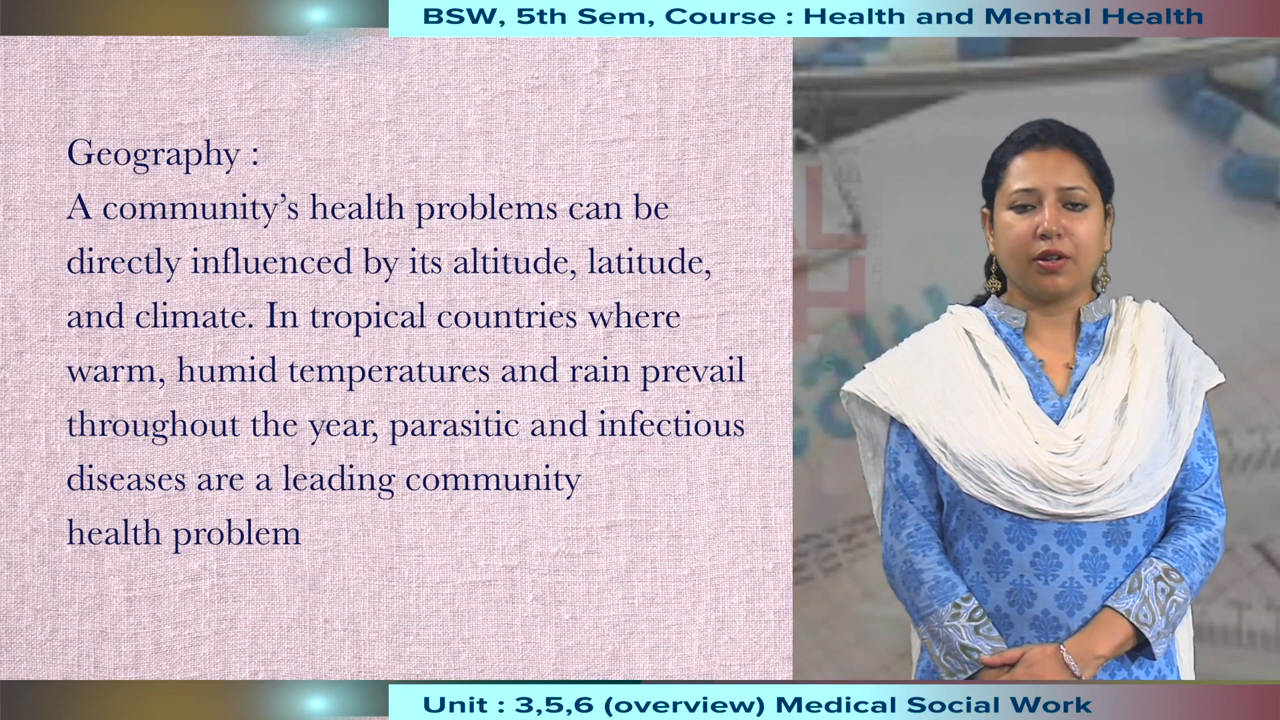 BSW, 5th Sem, Course : Health and Mental Health
Geography :
A community’s health problems can be
directly influenced by its altitude, latitude,
and climate. In tropical countries where
warm, humid temperatures and rain prevail
throughout the year, parasitic and infectious
diseases are a leading community
health problem
Unit : 3,5,6 (overview) Medical Social Work